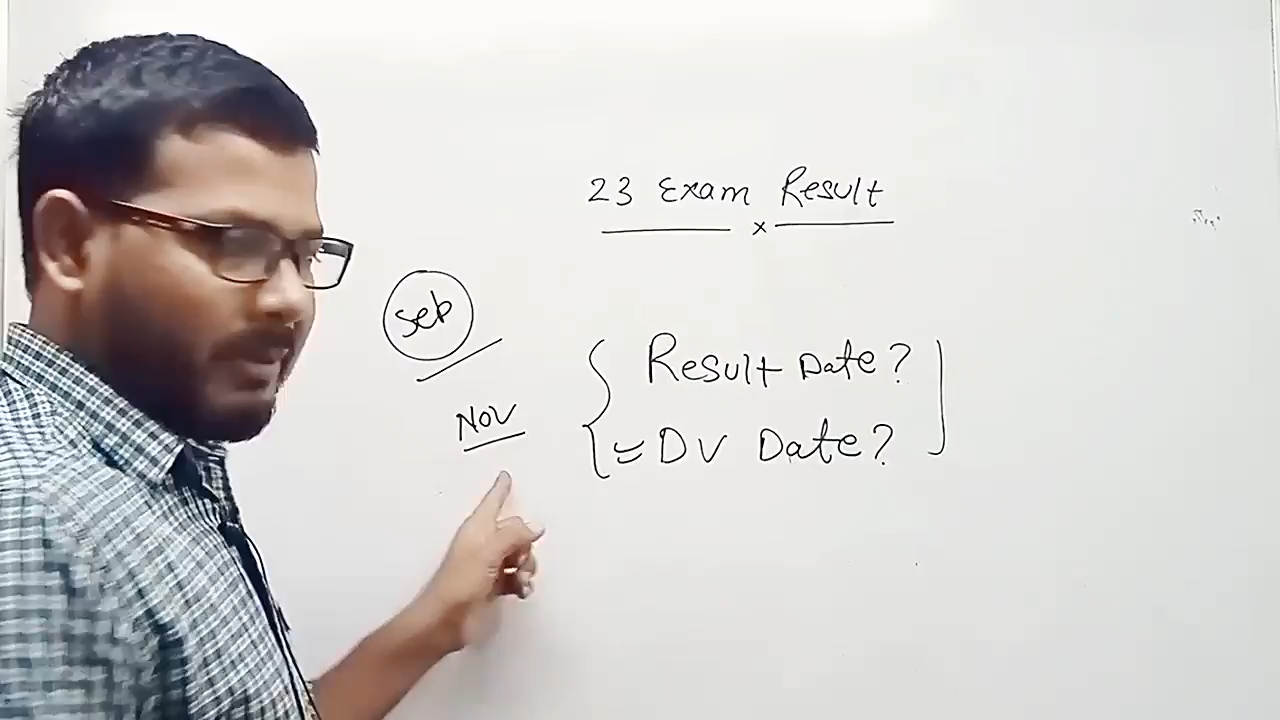 23 Exam Result
x
Seb
Result Date?
NOV
= DV Date?